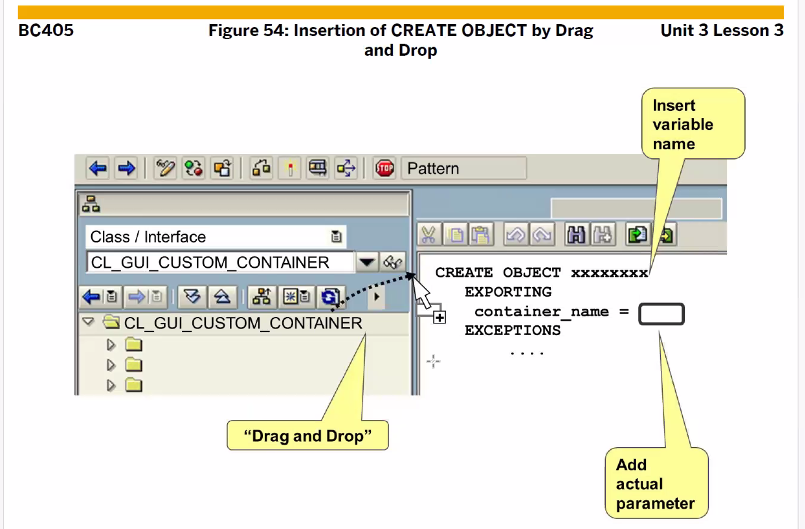 BC405
Figure 54: Insertion of CREATE OBJECT by Drag
and Drop
Unit 3 Lesson 3
Insert
variable
name
STOP
Pattern
Class / Interface
CL_GUI_CUSTOM_CONTAINER
CL_GUI_CUSTOM_CONTAINER
CREATE OBJECT xxxxxxxx
EXPORTING
container_name =
EXCEPTIONS
....
“Drag and Drop”
Add
actual
parameter